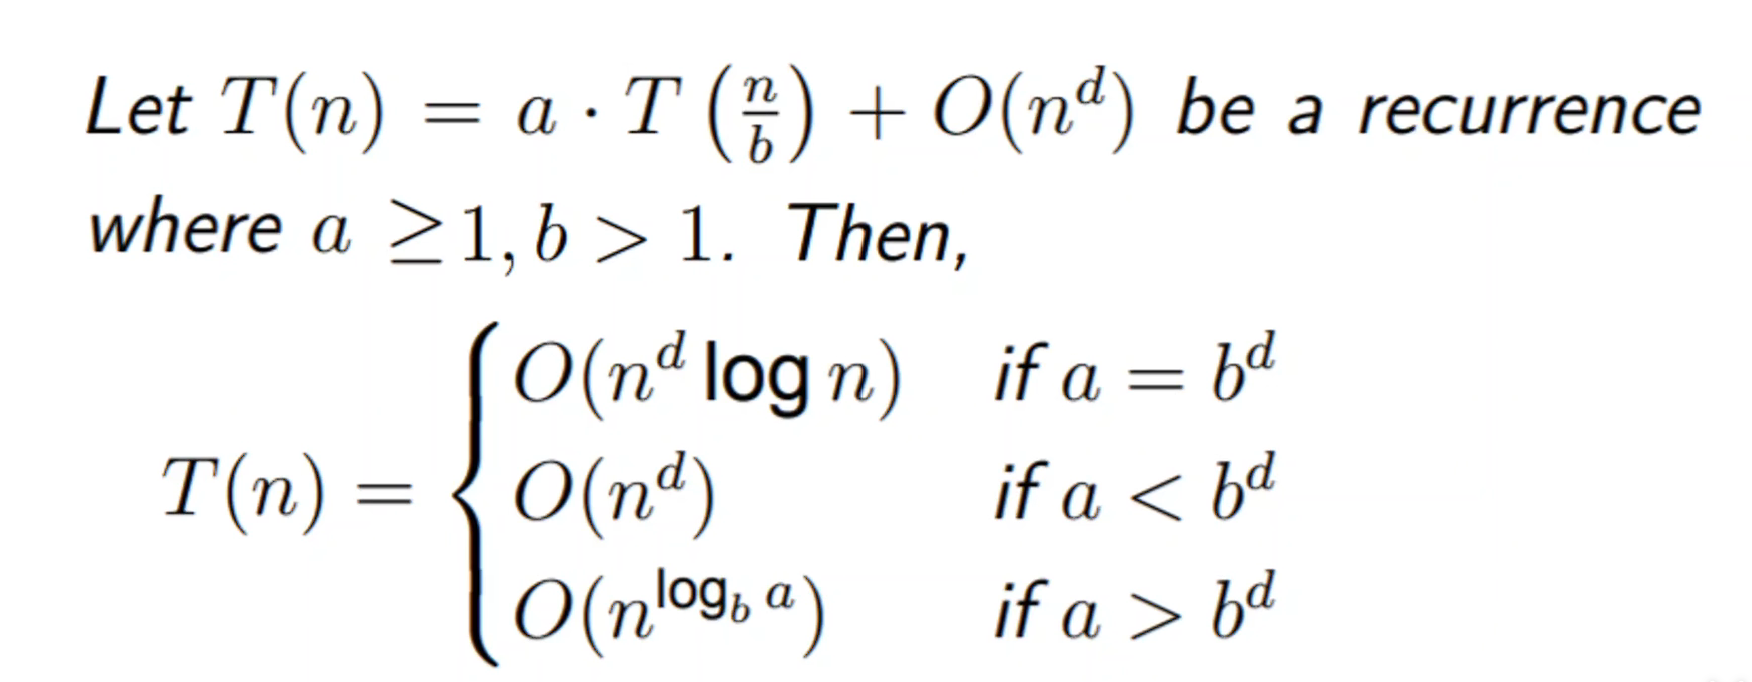 Let T(n) = a · T (n/b) + O(n^d) be a recurrence
where a ≥ 1, b > 1. Then,
T(n) = { O(n^d log n) if a = b^d
O(n^d) if a < b^d
O(n^{log_b a}) if a > b^d